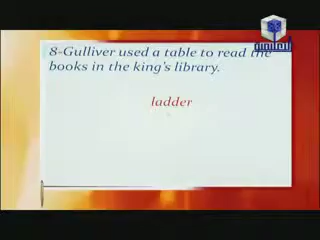 8-Gulliver used a table to read the
books in the king's library.
ladder